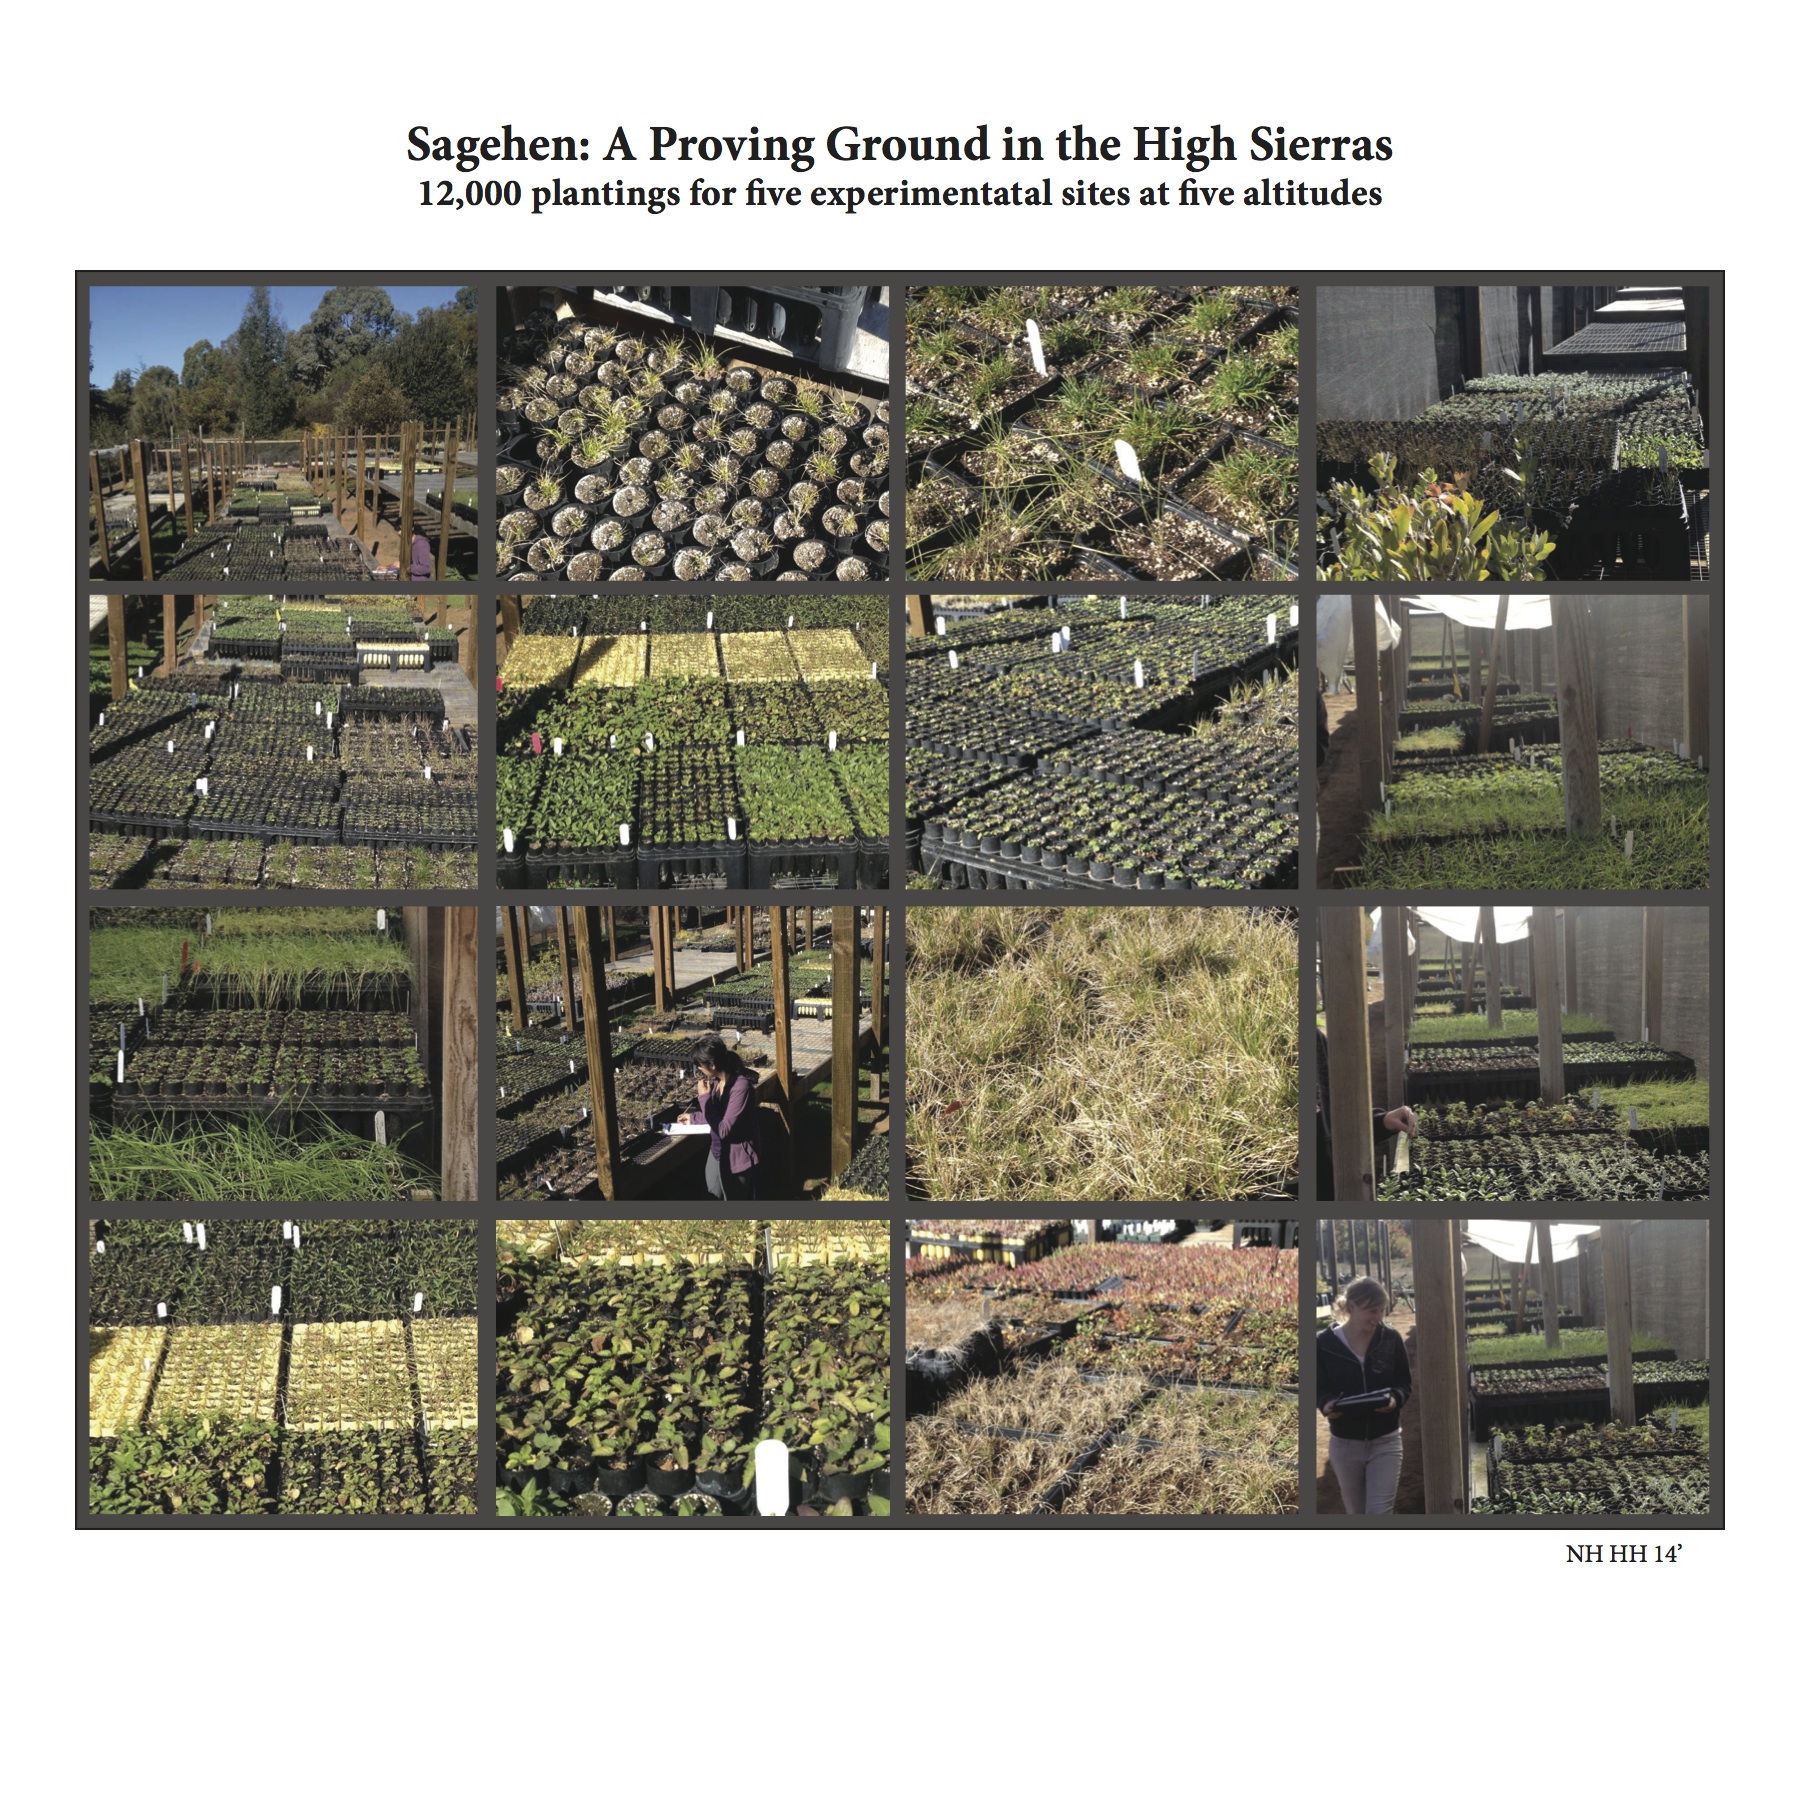 Sagehen: A Proving Ground in the High Sierras
12,000 plantings for five experimentatal sites at five altitudes
NH HH 14’